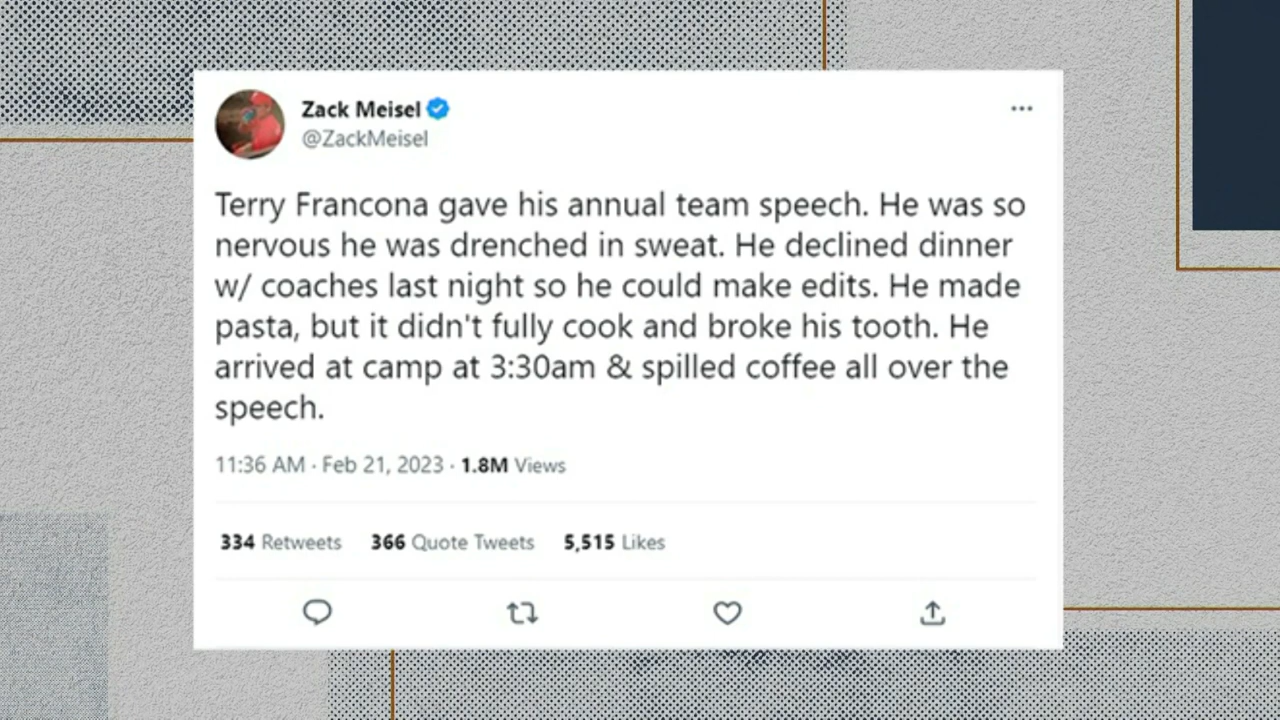 Zack Meisel
@ZackMeisel
Terry Francona gave his annual team speech. He was so
nervous he was drenched in sweat. He declined dinner
w/ coaches last night so he could make edits. He made
pasta, but it didn't fully cook and broke his tooth. He
arrived at camp at 3:30am & spilled coffee all over the
speech.
11:36 AM · Feb 21, 2023 · 1.8M Views
334 Retweets 366 Quote Tweets 5,515 Likes